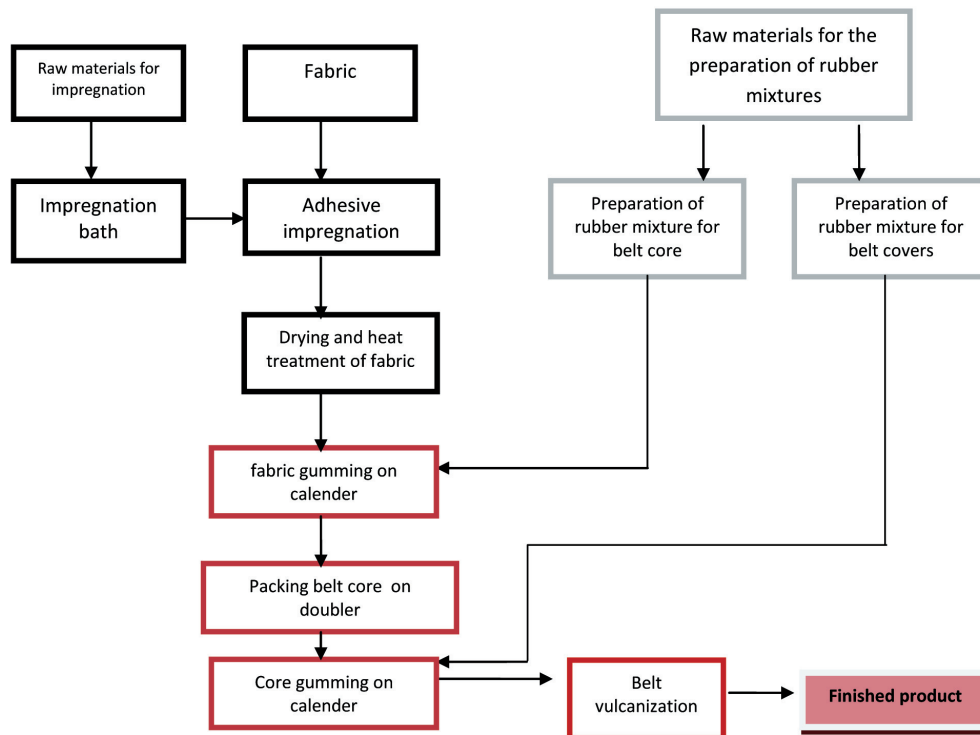 Raw materials for
impregnation
Fabric
Raw materials for the
preparation of rubber
mixtures
Impregnation
bath
Adhesive
impregnation
Preparation of
rubber mixture for
belt core
Preparation of
rubber mixture for
belt covers
Drying and heat
treatment of fabric
fabric gumming on
calender
Packing belt core on
doubler
Core gumming on
calender
Belt
vulcanization
Finished product